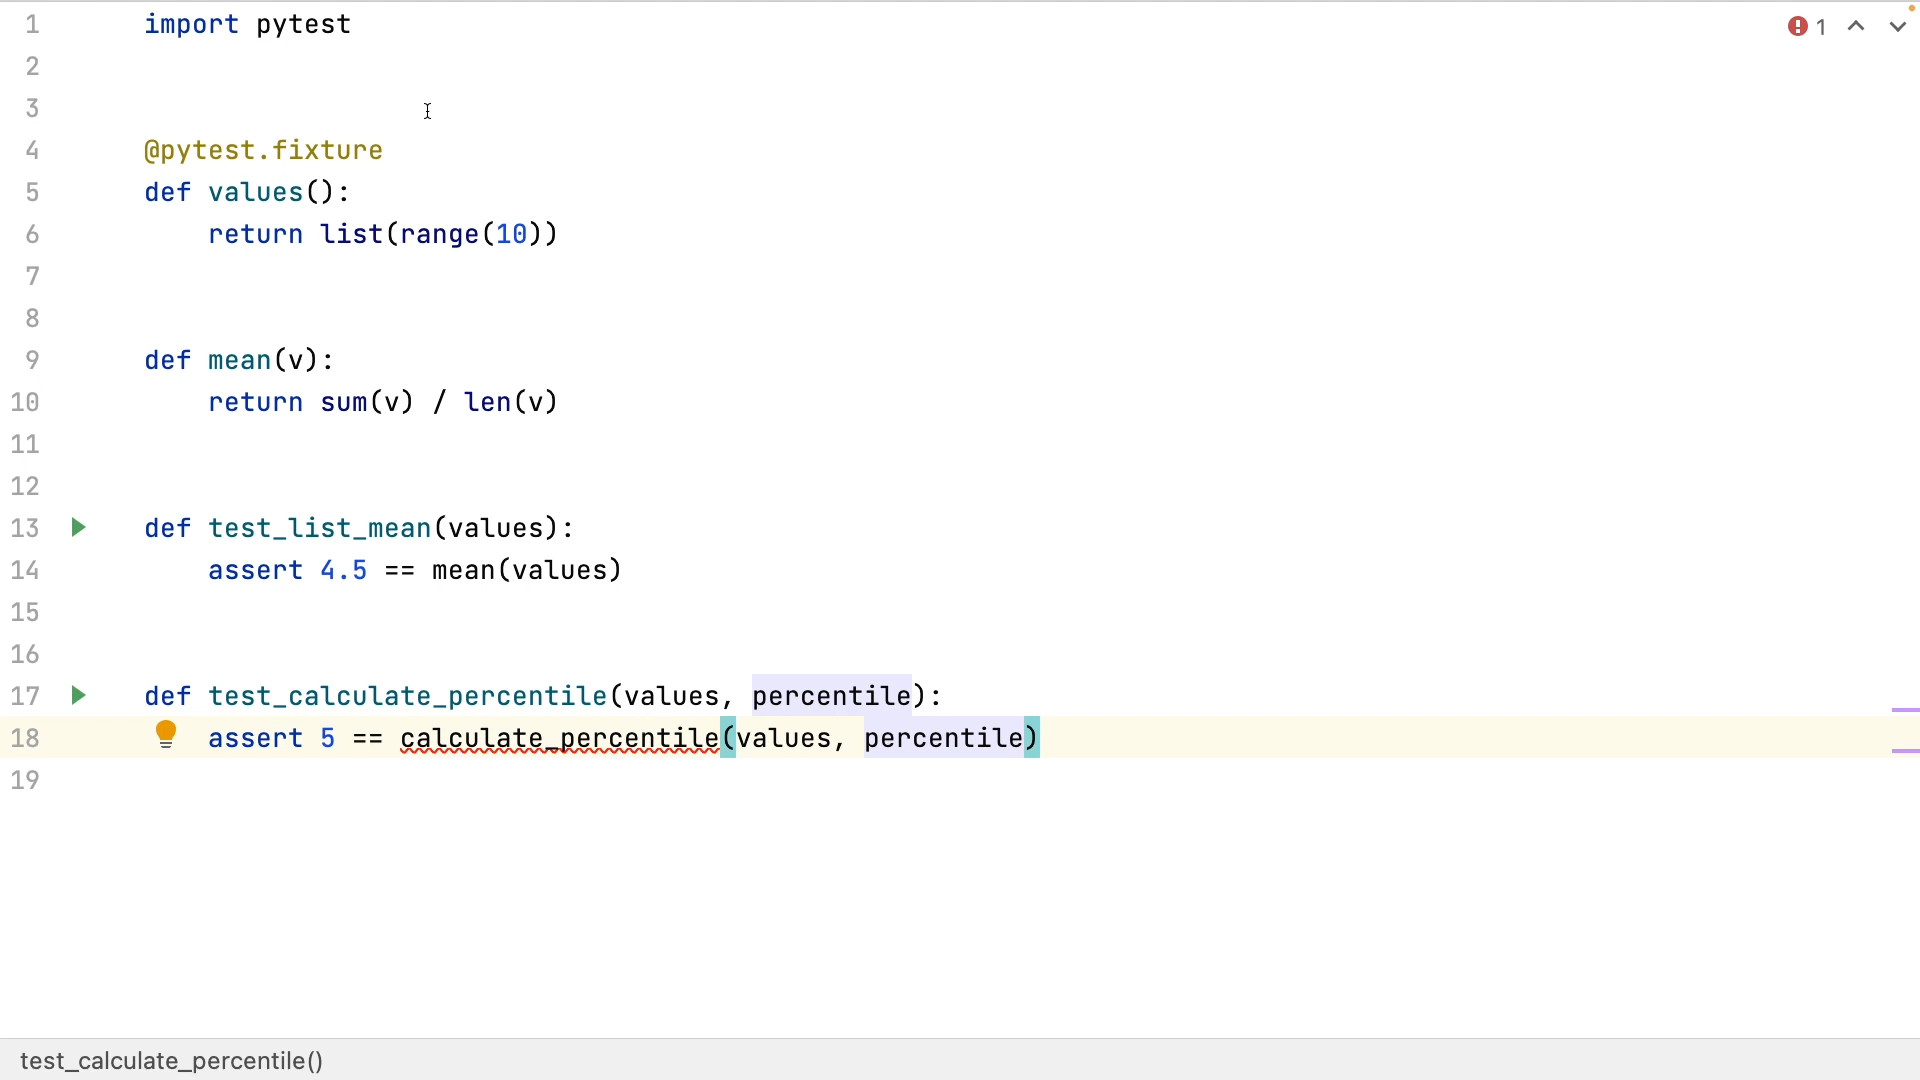 1 import pytest
2
3
4 @pytest.fixture
5 def values():
6     return list(range(10))
7
8
9 def mean(v):
10     return sum(v) / len(v)
11
12
13 def test_list_mean(values):
14     assert 4.5 == mean(values)
15
16
17 def test_calculate_percentile(values, percentile):
18     assert 5 == calculate_percentile(values, percentile)
19
1
test_calculate_percentile()